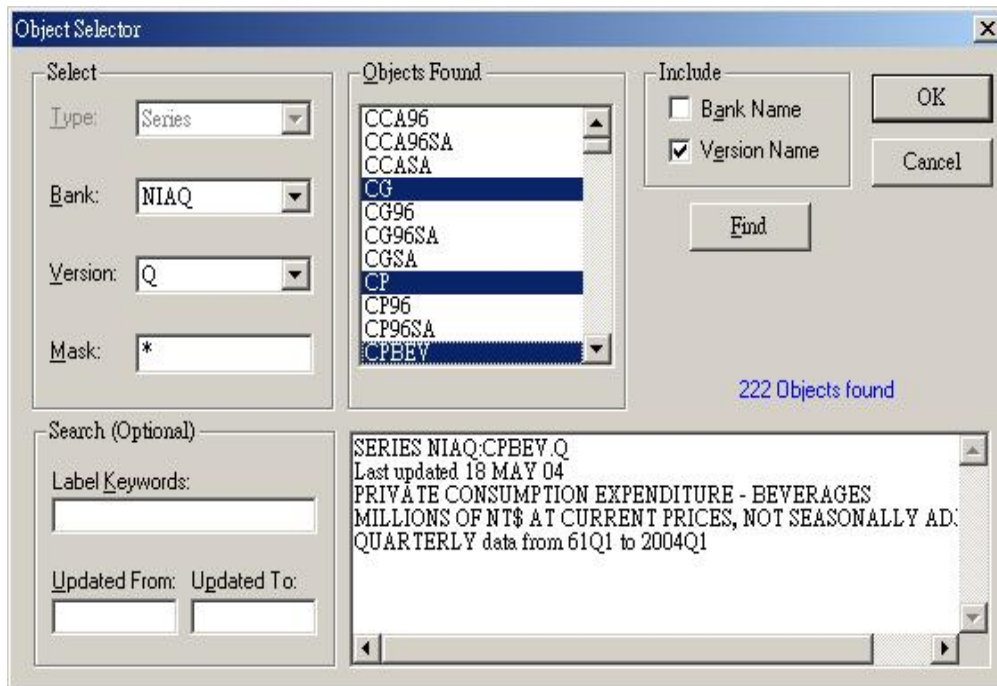 Object Selector
Select
Type:
Series
Bank:
NIAQ
Version:
Q
Mask:
*
Objects Found
CCA96
CCA96SA
CCASA
CG
CG96
CG96SA
CGSA
CP
CP96
CP96SA
CPBEV
Include
Bank Name
Version Name
OK
Cancel
Find
222 Objects found
Search (Optional)
Label Keywords:
Updated From:
Updated To:
SERIES NIAQ:CPBEV.Q
Last updated 18 MAY 04
PRIVATE CONSUMPTION EXPENDITURE - BEVERAGES
MILLIONS OF NT$ AT CURRENT PRICES, NOT SEASONALLY ADJ
QUARTERLY data from 61Q1 to 2004Q1